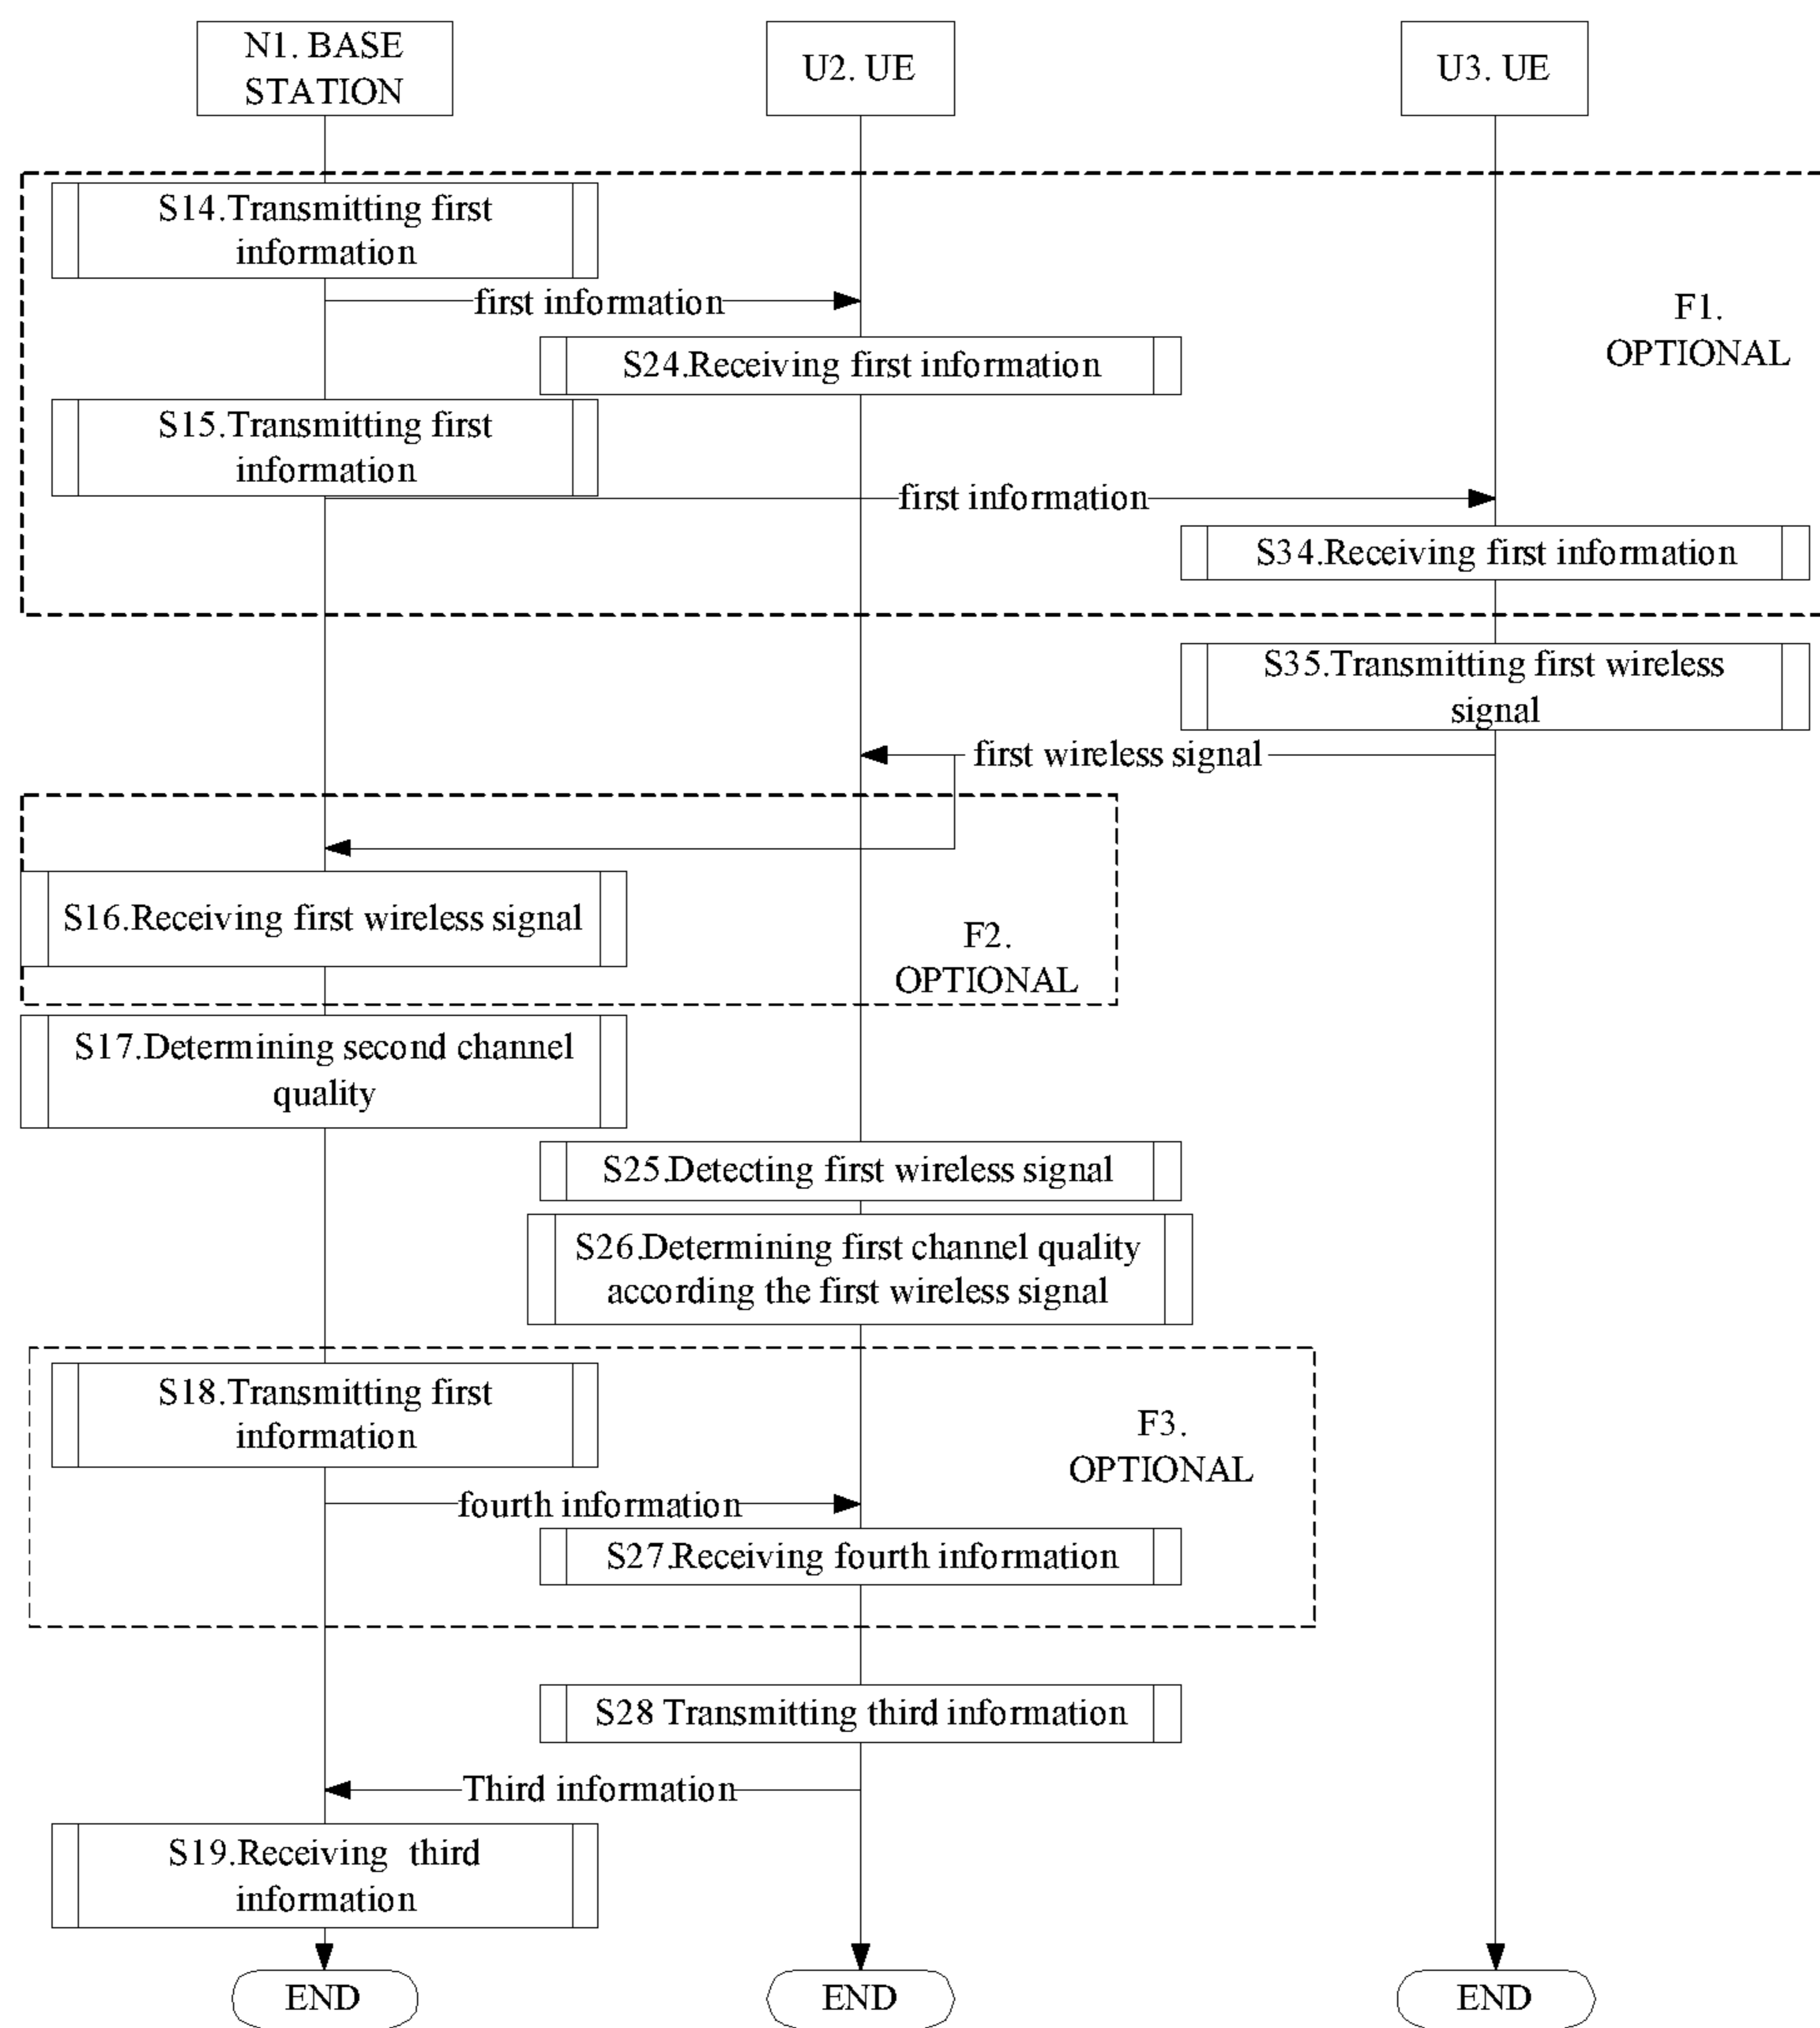 N1. BASE
STATION
U2. UE
U3. UE
S14.Transmitting first
information
first information
F1.
OPTIONAL
S24.Receiving first information
S15.Transmitting first
information
first information
S34.Receiving first information
S35.Transmitting first wireless
signal
first wireless signal
S16.Receiving first wireless signal
F2.
OPTIONAL
S17.Determining second channel
quality
S25.Detecting first wireless signal
S26.Determining first channel quality
according the first wireless signal
S18.Transmitting first
information
F3.
OPTIONAL
fourth information
S27.Receiving fourth information
S28 Transmitting third information
Third information
S19.Receiving third
information
END
END
END